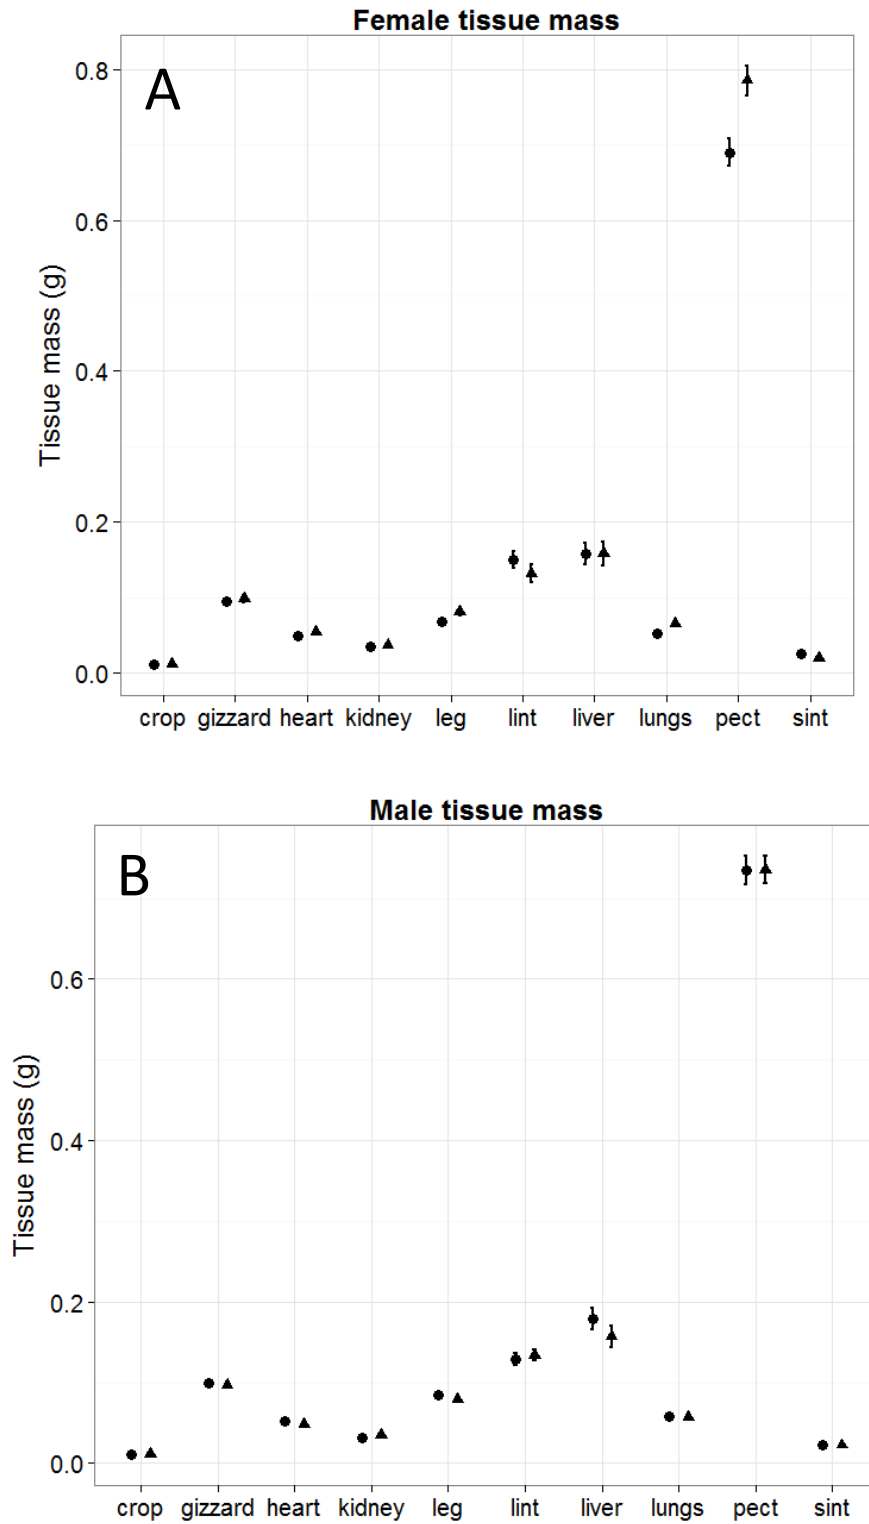 Female tissue mass
A
Tissue mass (g)
0.8
0.6
0.4
0.2
0.0
crop gizzard heart kidney leg lint liver lungs pect sint
Male tissue mass
B
Tissue mass (g)
0.6
0.4
0.2
0.0
crop gizzard heart kidney leg lint liver lungs pect sint